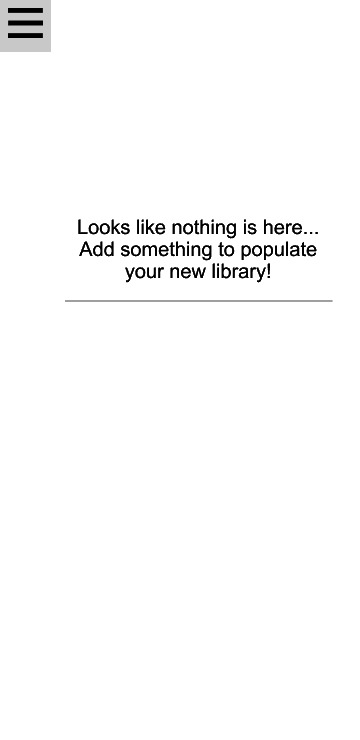 Looks like nothing is here...
Add something to populate
your new library!